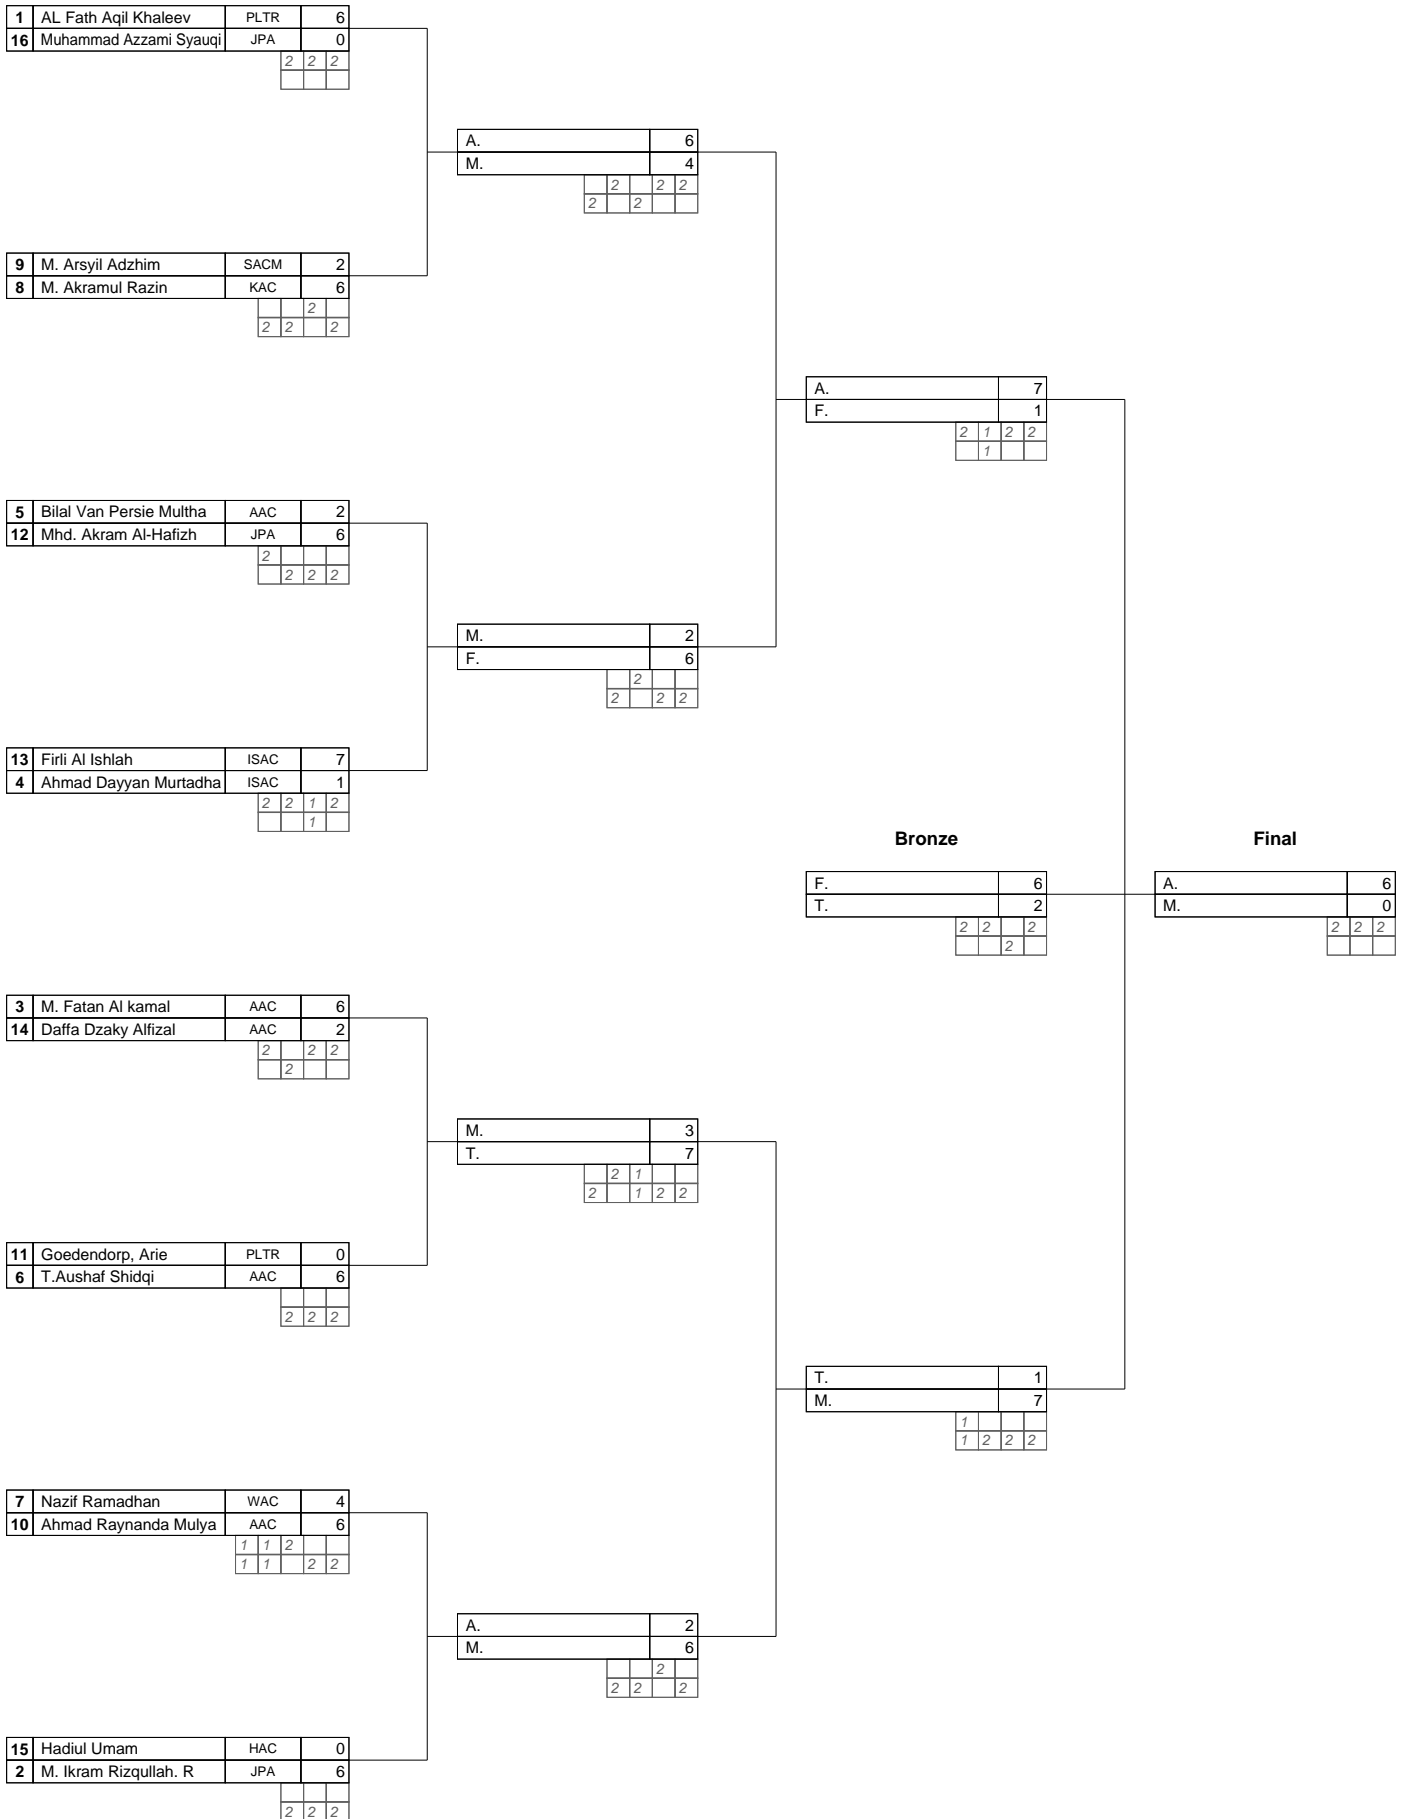 1 AL Fath Aqil Khaleev PLTR 6
16 Muhammad Azzami Syauqi JPA 0
2 2 2
A. 6
M. 4
2 2 2
2 2
9 M. Arsyil Adzhim SACM 2
8 M. Akramul Razin KAC 6
2
2 2 2
A. 7
F. 1
2 1 2 2
1
5 Bilal Van Persie Multha AAC 2
12 Mhd. Akram Al-Hafizh JPA 6
2
2 2 2
M. 2
F. 6
2
2 2 2
13 Firli Al Ishlah ISAC 7
4 Ahmad Dayyan Murtadha ISAC 1
2 2 1 2
1
Bronze Final
F. 6 A. 6
T. 2 M. 0
2 2 2 2 2 2
2
3 M. Fatan Al kamal AAC 6
14 Daffa Dzaky Alfizal AAC 2
2 2 2
2
M. 3
T. 7
2 1
2 1 2 2
11 Goedendorp, Arie PLTR 0
6 T.Aushaf Shidqi AAC 6
2 2 2
T. 1
M. 7
1
1 2 2 2
7 Nazif Ramadhan WAC 4
10 Ahmad Raynanda Mulya AAC 6
1 1 2
1 1 2 2
A. 2
M. 6
2
2 2 2
15 Hadiul Umam HAC 0
2 M. Ikram Rizqullah. R JPA 6
2 2 2